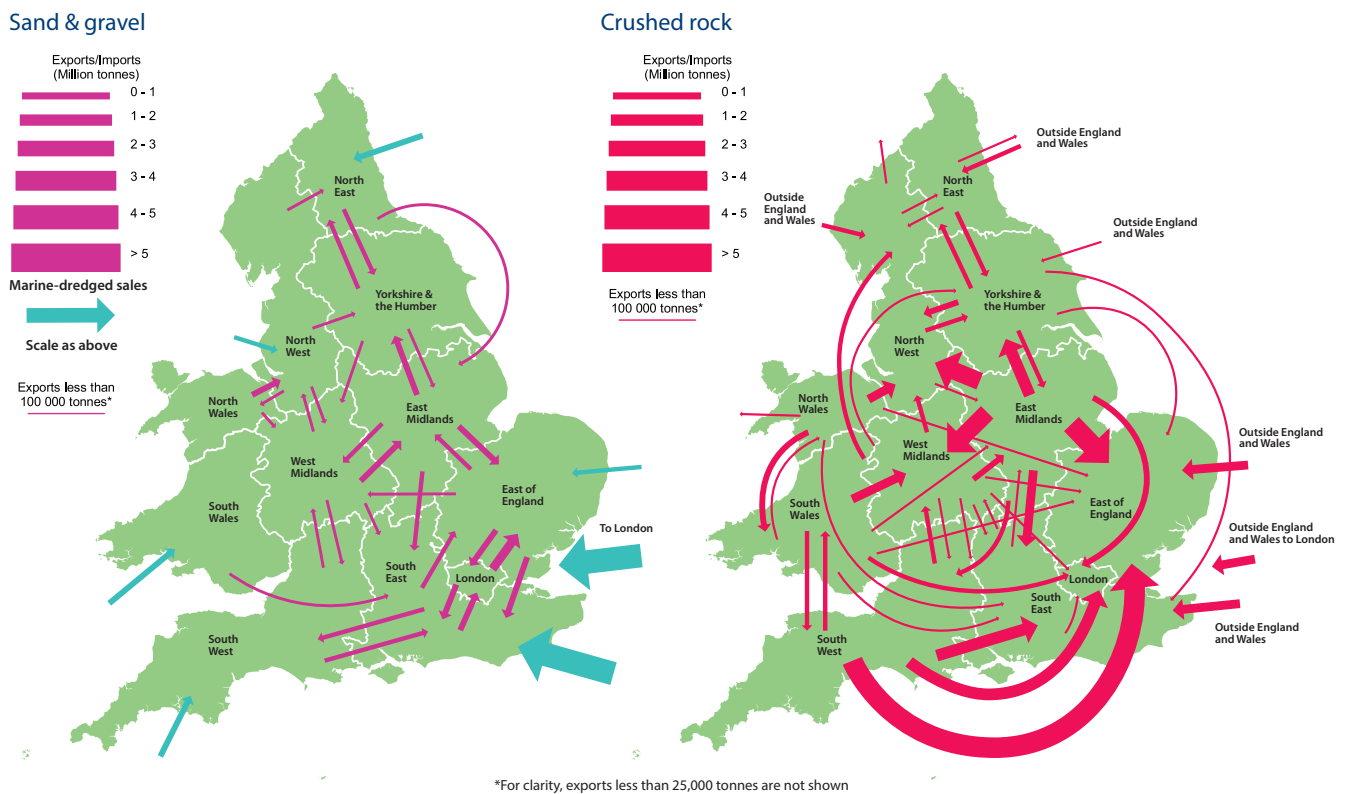 Sand & gravel
Exports/Imports
(Million tonnes)
0 - 1
1 - 2
2 - 3
3 - 4
4 - 5
> 5
Marine-dredged sales
Scale as above
Exports less than
100 000 tonnes*
North
East
Yorkshire &
the Humber
North
West
North
Wales
East
Midlands
West
Midlands
East of
England
South
Wales
To London
South
East
London
South
West
Crushed rock
Exports/Imports
(Million tonnes)
0 - 1
1 - 2
2 - 3
3 - 4
4 - 5
> 5
Exports less than
100 000 tonnes*
Outside England
and Wales
North
East
Outside
England
and Wales
Outside England
and Wales
Yorkshire &
the Humber
North
West
North
Wales
East
Midlands
West
Midlands
Outside England
and Wales
South
Wales
East of
England
Outside England
and Wales to London
London
South
East
Outside England
and Wales
South
West
*For clarity, exports less than 25,000 tonnes are not shown